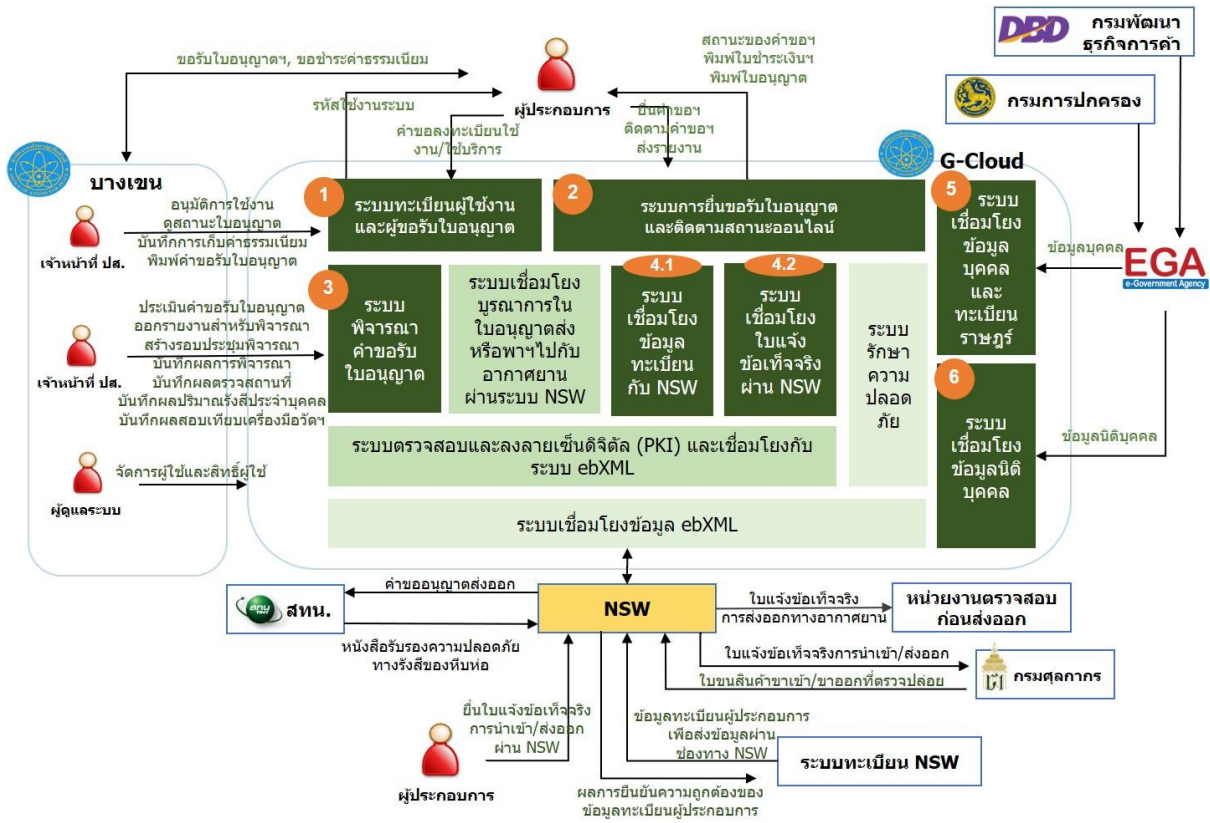 DBD
กรมพัฒนา
ธุรกิจการค้า
กรมการปกครอง
สถานะของคำขอฯ
พิมพ์ใบชำระเงินฯ
พิมพ์ใบอนุญาต
ขอรับใบอนุญาตฯ, ขอชำระค่าธรรมเนียม
ผู้ประกอบการ
รหัสใช้งานระบบ
คำขอลงทะเบียนใช้
งาน/ใช้บริการ
ยื่นคำขอฯ
ติดตามคำขอฯ
ส่งรายงาน
G-Cloud
บางเขน
อนุมัติการใช้งาน
ดูสถานะใบอนุญาต
บันทึกการเก็บค่าธรรมเนียม
พิมพ์คำขอรับใบอนุญาต
เจ้าหน้าที่ ปส.
1
ระบบทะเบียนผู้ใช้งาน
และผู้ขอรับใบอนุญาต
2
ระบบการยื่นขอรับใบอนุญาต
และติดตามสถานะออนไลน์
5
ระบบ
เชื่อมโยง
ข้อมูล
บุคคล
และ
ทะเบียน
ราษฎร์
ข้อมูลบุคคล
EGA
e-Government Agency
ประเมินคำขอรับใบอนุญาต
ออกรายงานสำหรับพิจารณา
สร้างรอบประชุมพิจารณา
บันทึกผลการพิจารณา
บันทึกผลตรวจสถานที่
บันทึกผลปริมาณรังสีประจำบุคคล
บันทึกผลสอบเทียบเครื่องมือวัดฯ
เจ้าหน้าที่ ปส.
3
ระบบ
พิจารณา
คำขอรับ
ใบอนุญาต
ระบบเชื่อมโยง
บูรณาการใน
ใบอนุญาตส่ง
หรือพาฯไปกับ
อากาศยาน
ผ่านระบบ NSW
4.1
ระบบ
เชื่อมโยง
ข้อมูล
ทะเบียน
กับ NSW
4.2
ระบบ
เชื่อมโยง
ใบแจ้ง
ข้อเท็จจริง
ผ่าน NSW
ระบบ
รักษา
ความ
ปลอด
ภัย
6
ระบบ
เชื่อมโยง
ข้อมูลนิติ
บุคคล
ข้อมูลนิติบุคคล
จัดการผู้ใช้และสิทธิ์ผู้ใช้
ผู้ดูแลระบบ
ระบบตรวจสอบและลงลายเซ็นดิจิตัล (PKI) และเชื่อมโยงกับ
ระบบ ebXML
ระบบเชื่อมโยงข้อมูล ebXML
สทน.
คำขออนุญาตส่งออก
หนังสือรับรองความปลอดภัย
ทางรังสีของหีบห่อ
NSW
ใบแจ้งข้อเท็จจริง
การส่งออกทางอากาศยาน
หน่วยงานตรวจสอบ
ก่อนส่งออก
ใบแจ้งข้อเท็จจริงการนำเข้า/ส่งออก
ใบขนสินค้าขาเข้า/ขาออกที่ตรวจปล่อย
กรมศุลกากร
ยื่นใบแจ้งข้อเท็จจริง
การนำเข้า/ส่งออก
ผ่าน NSW
ผู้ประกอบการ
ข้อมูลทะเบียนผู้ประกอบการ
เพื่อส่งข้อมูลผ่าน
ช่องทาง NSW
ระบบทะเบียน NSW
ผลการยืนยันความถูกต้องของ
ข้อมูลทะเบียนผู้ประกอบการ